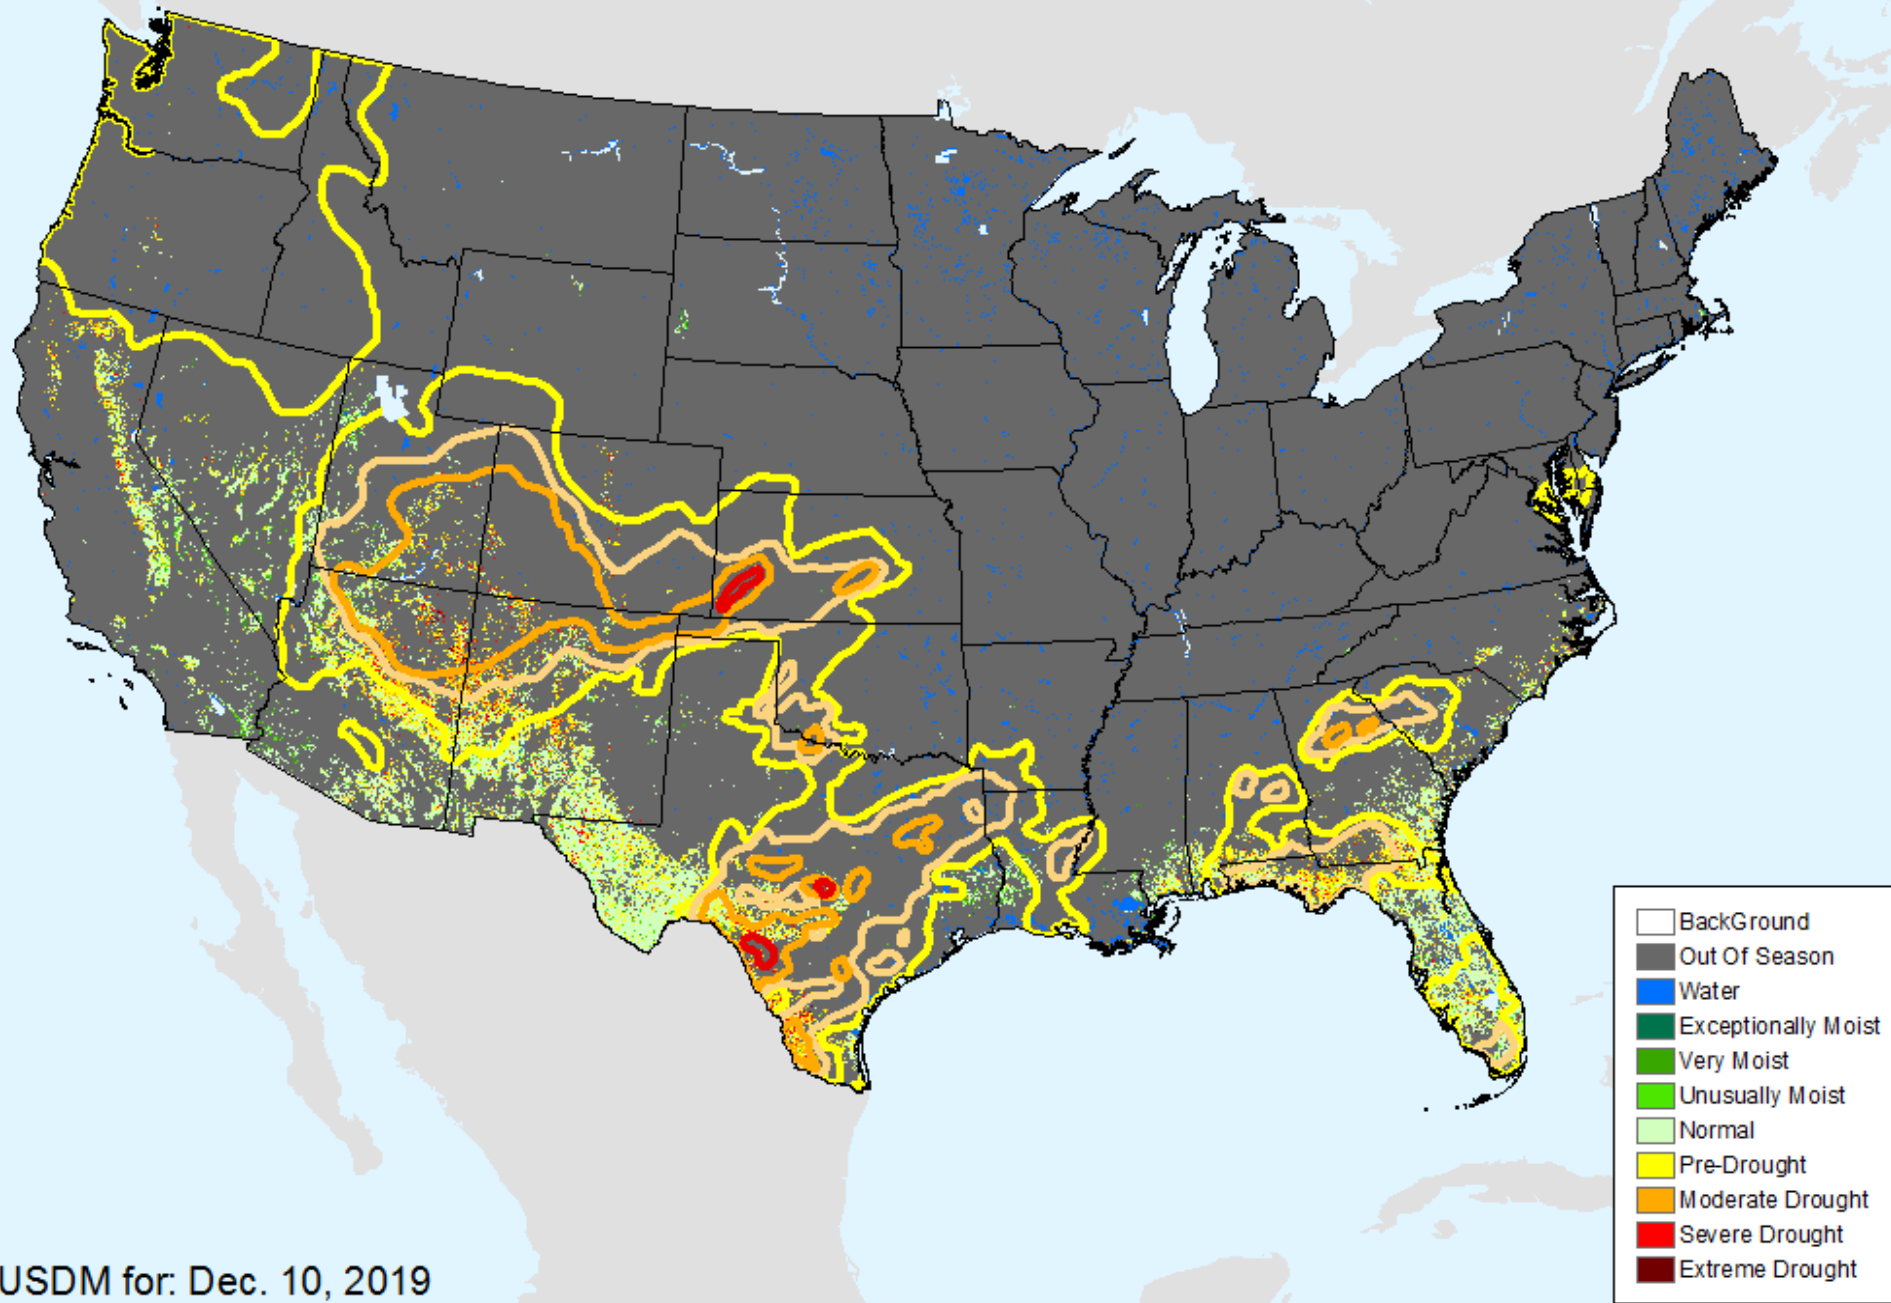 BackGround
Out Of Season
Water
Exceptionally Moist
Very Moist
Unusually Moist
Normal
Pre-Drought
Moderate Drought
Severe Drought
Extreme Drought
USDM for: Dec. 10, 2019